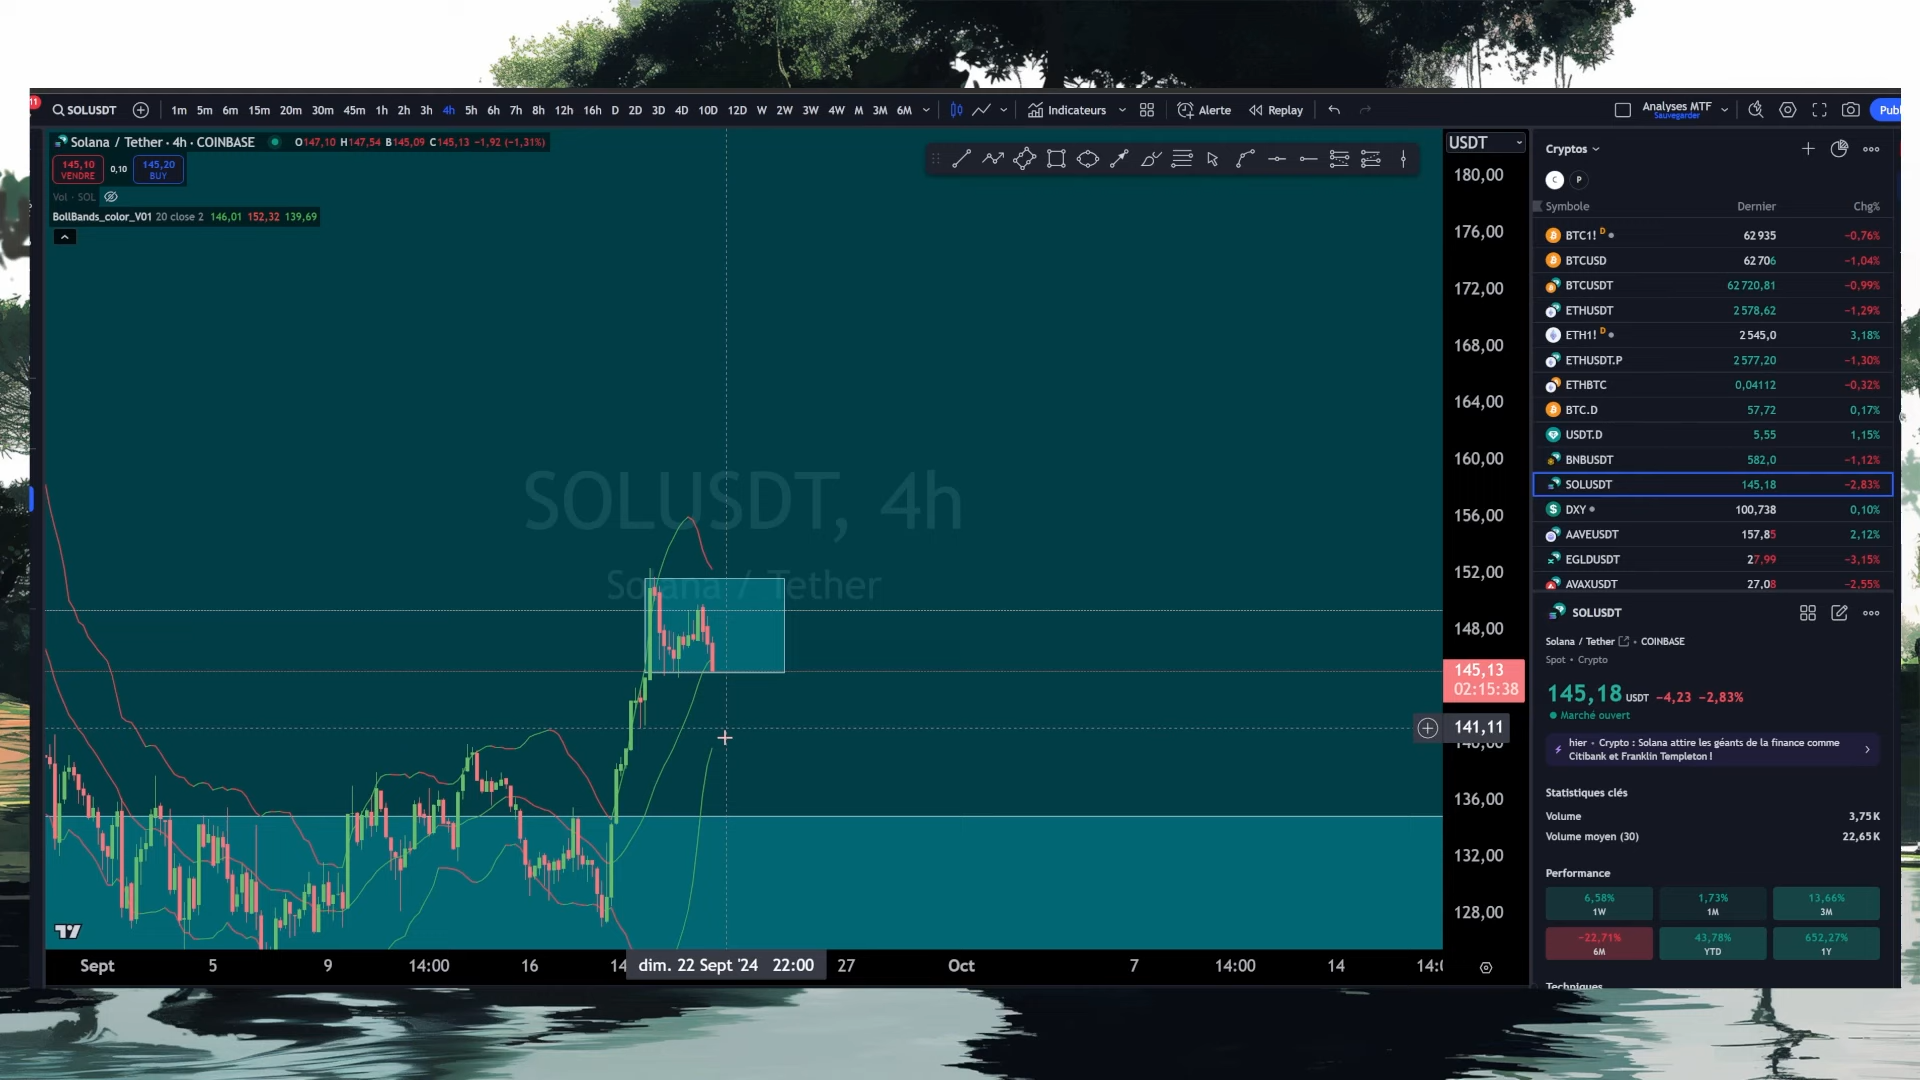 11
SOLUSDT 1m 5m 6m 15m 20m 30m 45m 1h 2h 3h 4h 5h 6h 7h 8h 12h 16h D 2D 3D 4D 10D 12D W 2W 3W 4W M 3M 6M Indicateurs Alerte Replay Analyses MTF Publ
Sauvegarder
Solana / Tether · 4h · COINBASE O147,10 H147,54 B145,09 C145,13 −1,92 (−1,31%)
145,10 VENDRE 0,10 145,20 BUY
Vol · SOL
BollBands_color_V01 20 close 2 146,01 152,32 139,69
SOLUSDT, 4h
Solana / Tether
USDT
180,00
176,00
172,00
168,00
164,00
160,00
156,00
152,00
148,00
145,13
02:15:38
141,11
140,00
136,00
132,00
128,00
Sept 5 9 14:00 16 14 dim. 22 Sept '24 22:00 27 Oct 7 14:00 14 14:0
Cryptos
C P
Symbole Dernier Chg%
BTC1! D 62 935 −0,76%
BTCUSD 62 706 −1,04%
BTCUSDT 62 720,81 −0,99%
ETHUSDT 2 578,62 −1,29%
ETH1! D 2 545,0 3,18%
ETHUSDT.P 2 577,20 −1,30%
ETHBTC 0,04112 −0,32%
BTC.D 57,72 0,17%
USDT.D 5,55 1,15%
BNBUSDT 582,0 −1,12%
SOLUSDT 145,18 −2,83%
DXY 100,738 0,10%
AAVEUSDT 157,85 2,12%
EGLDUSDT 27,99 −3,15%
AVAXUSDT 27,08 −2,55%
SOLUSDT
Solana / Tether · COINBASE
Spot · Crypto
145,18 USDT −4,23 −2,83%
Marché ouvert
hier · Crypto : Solana attire les géants de la finance comme
Citibank et Franklin Templeton !
Statistiques clés
Volume 3,75K
Volume moyen (30) 22,65K
Performance
6,58% 1,73% 13,66%
1W 1M 3M
−22,71% 43,78% 652,27%
6M YTD 1Y
Techniques